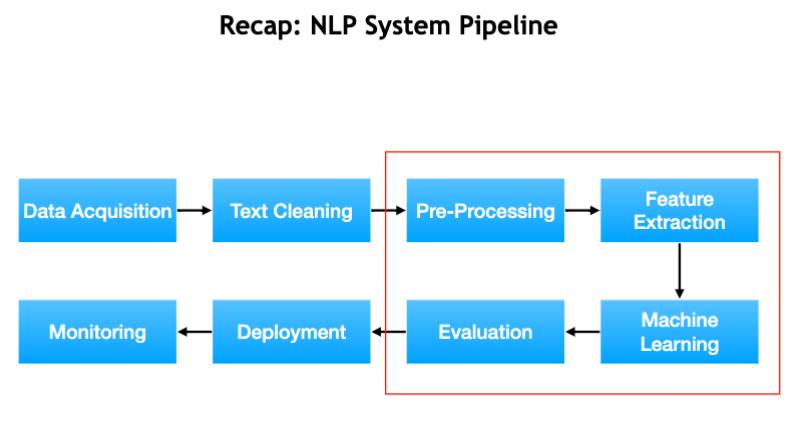 Recap: NLP System Pipeline
Data Acquisition
Text Cleaning
Pre-Processing
Feature
Extraction
Machine
Learning
Evaluation
Deployment
Monitoring